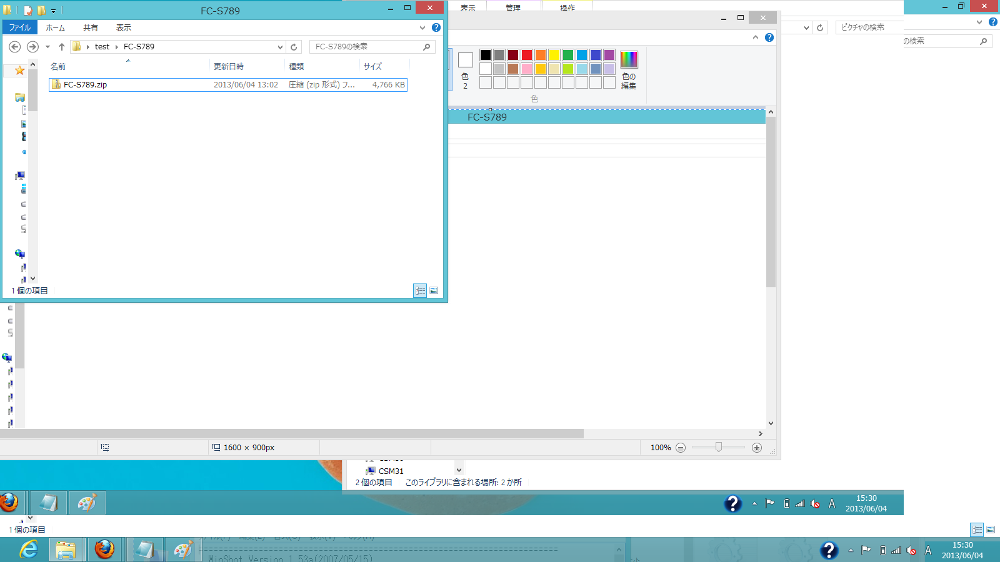 FC-S789
表示
管理
操作
ファイル
ホーム
共有
表示
test
FC-S789
FC-S789の検索
ピクチャの検索
の検索
名前
更新日時
種類
サイズ
FC-S789.zip
2013/06/04 13:02
圧縮 (zip 形式) フ...
4,766 KB
色
2
色の
編集
色
FC-S789
1 個の項目
1600 × 900px
100%
CSM31
2 個の項目
このライブラリに含まれる場所: 2 か所
A
15:30
2013/06/04
1 個の項目
WinShot Version 1.53a(2007/05/15)
A
15:30
2013/06/04